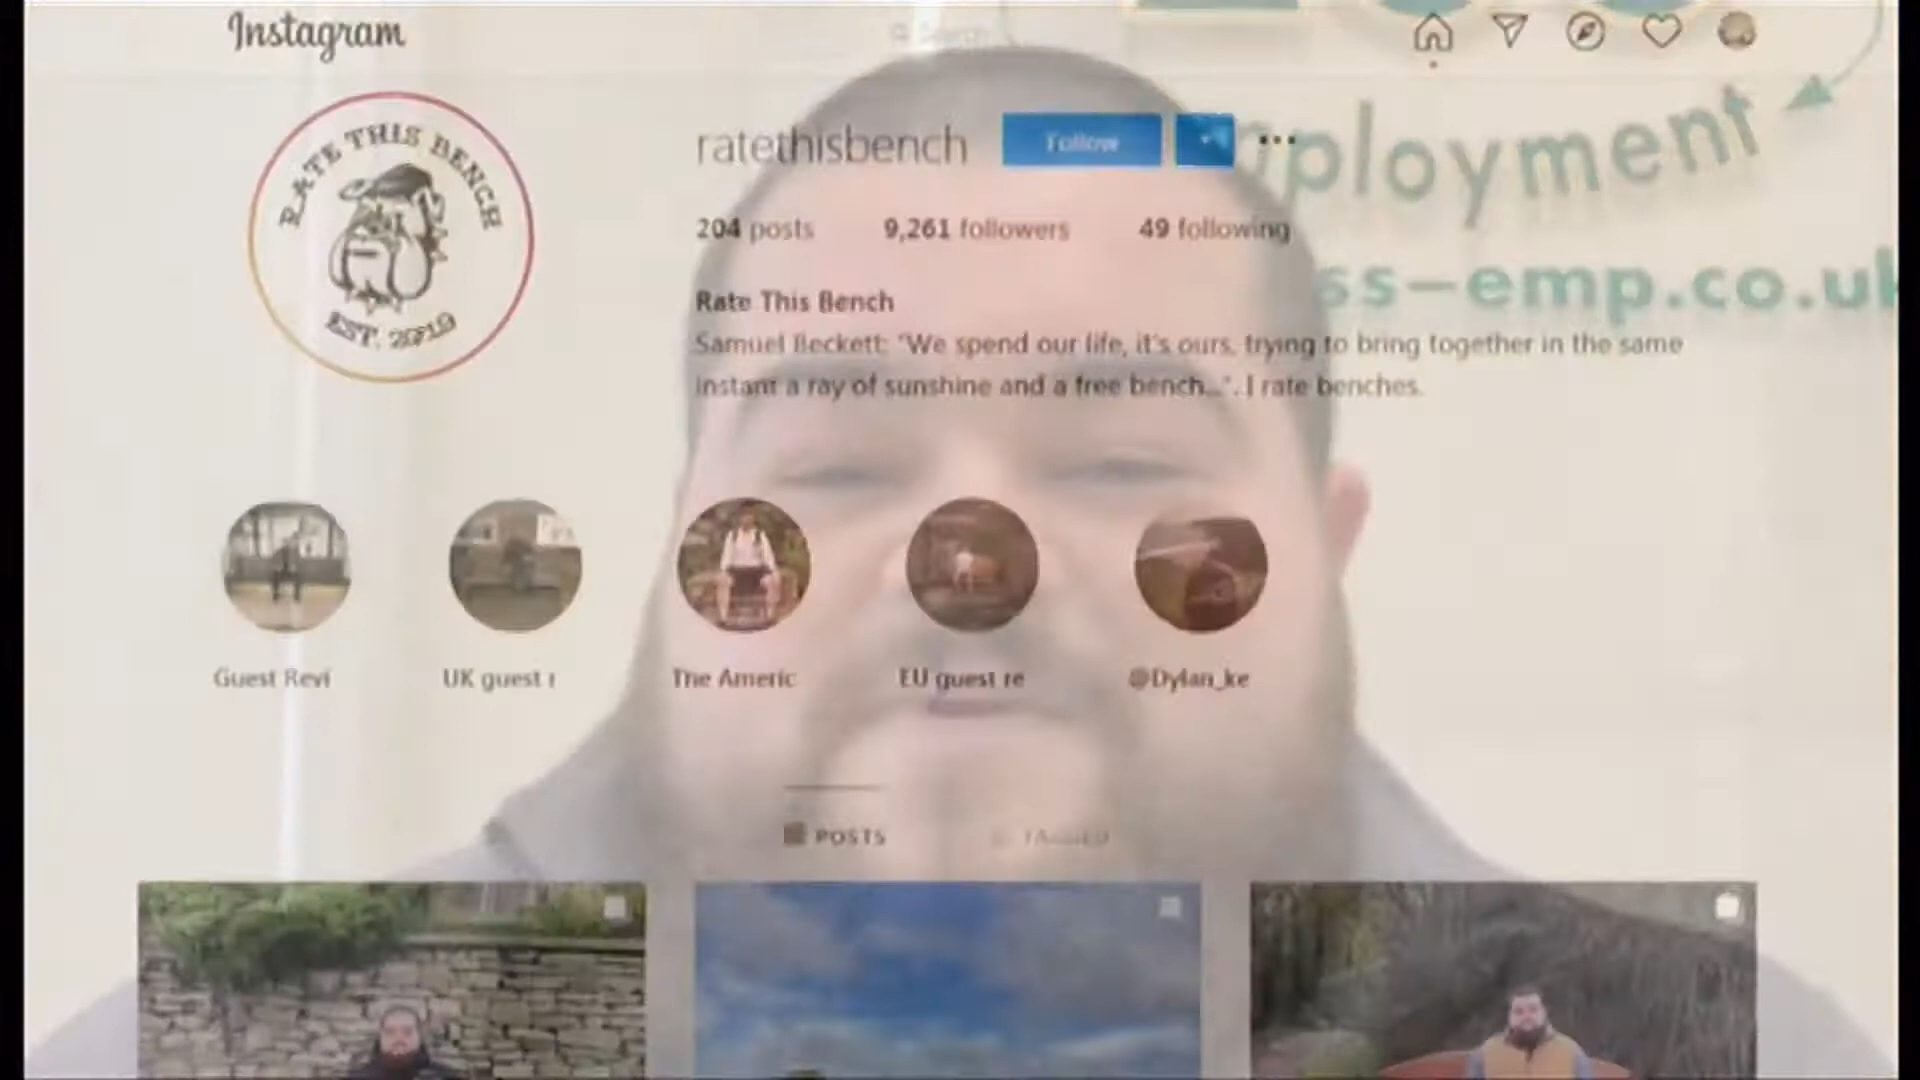 Instagram
Search
RATE THIS BENCH
EST. 2019
ratethisbench
Follow
ployment
204 posts
9,261 followers
49 following
ss-emp.co.uk
Rate This Bench
Samuel Beckett: "We spend our life, it's ours, trying to bring together in the same
instant a ray of sunshine and a free bench...". I rate benches.
Guest Revi
UK guest r
The Americ
EU guest re
@Dylan_ke
POSTS
TAGGED